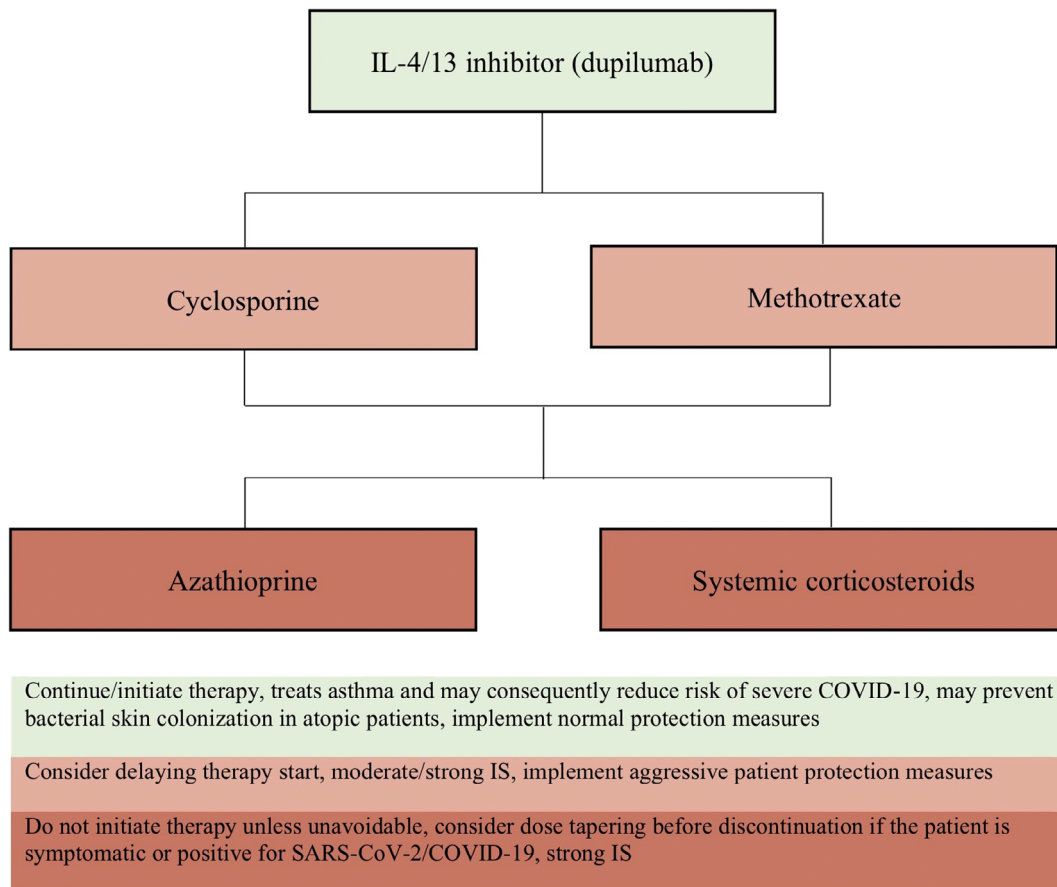 IL-4/13 inhibitor (dupilumab)
Cyclosporine
Methotrexate
Azathioprine
Systemic corticosteroids
Continue/initiate therapy, treats asthma and may consequently reduce risk of severe COVID-19, may prevent
bacterial skin colonization in atopic patients, implement normal protection measures
Consider delaying therapy start, moderate/strong IS, implement aggressive patient protection measures
Do not initiate therapy unless unavoidable, consider dose tapering before discontinuation if the patient is
symptomatic or positive for SARS-CoV-2/COVID-19, strong IS